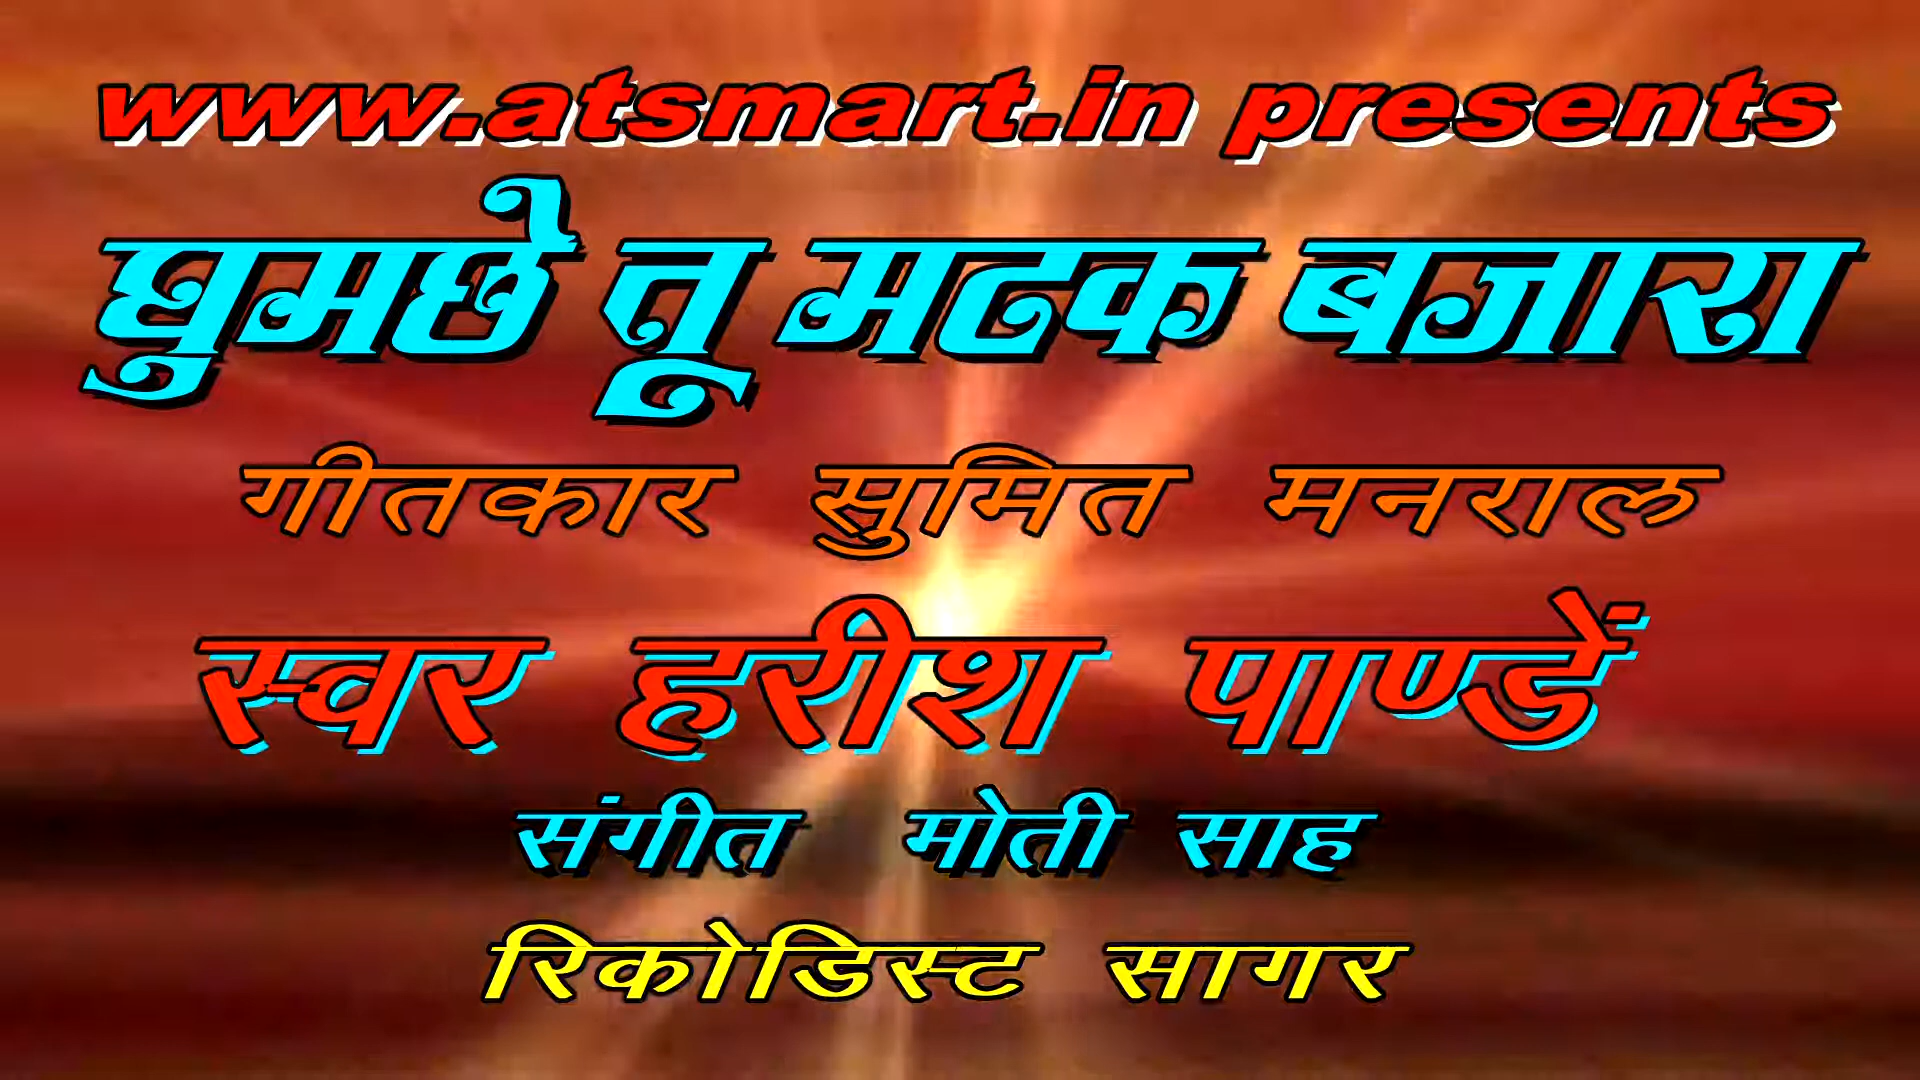 www.atsmart.in presents
घुमछे तू मटक बजारा
गीतकार सुमित मनराल
स्वर हरीश पाण्डें
संगीत मोती साह
रिकोडिस्ट सागर